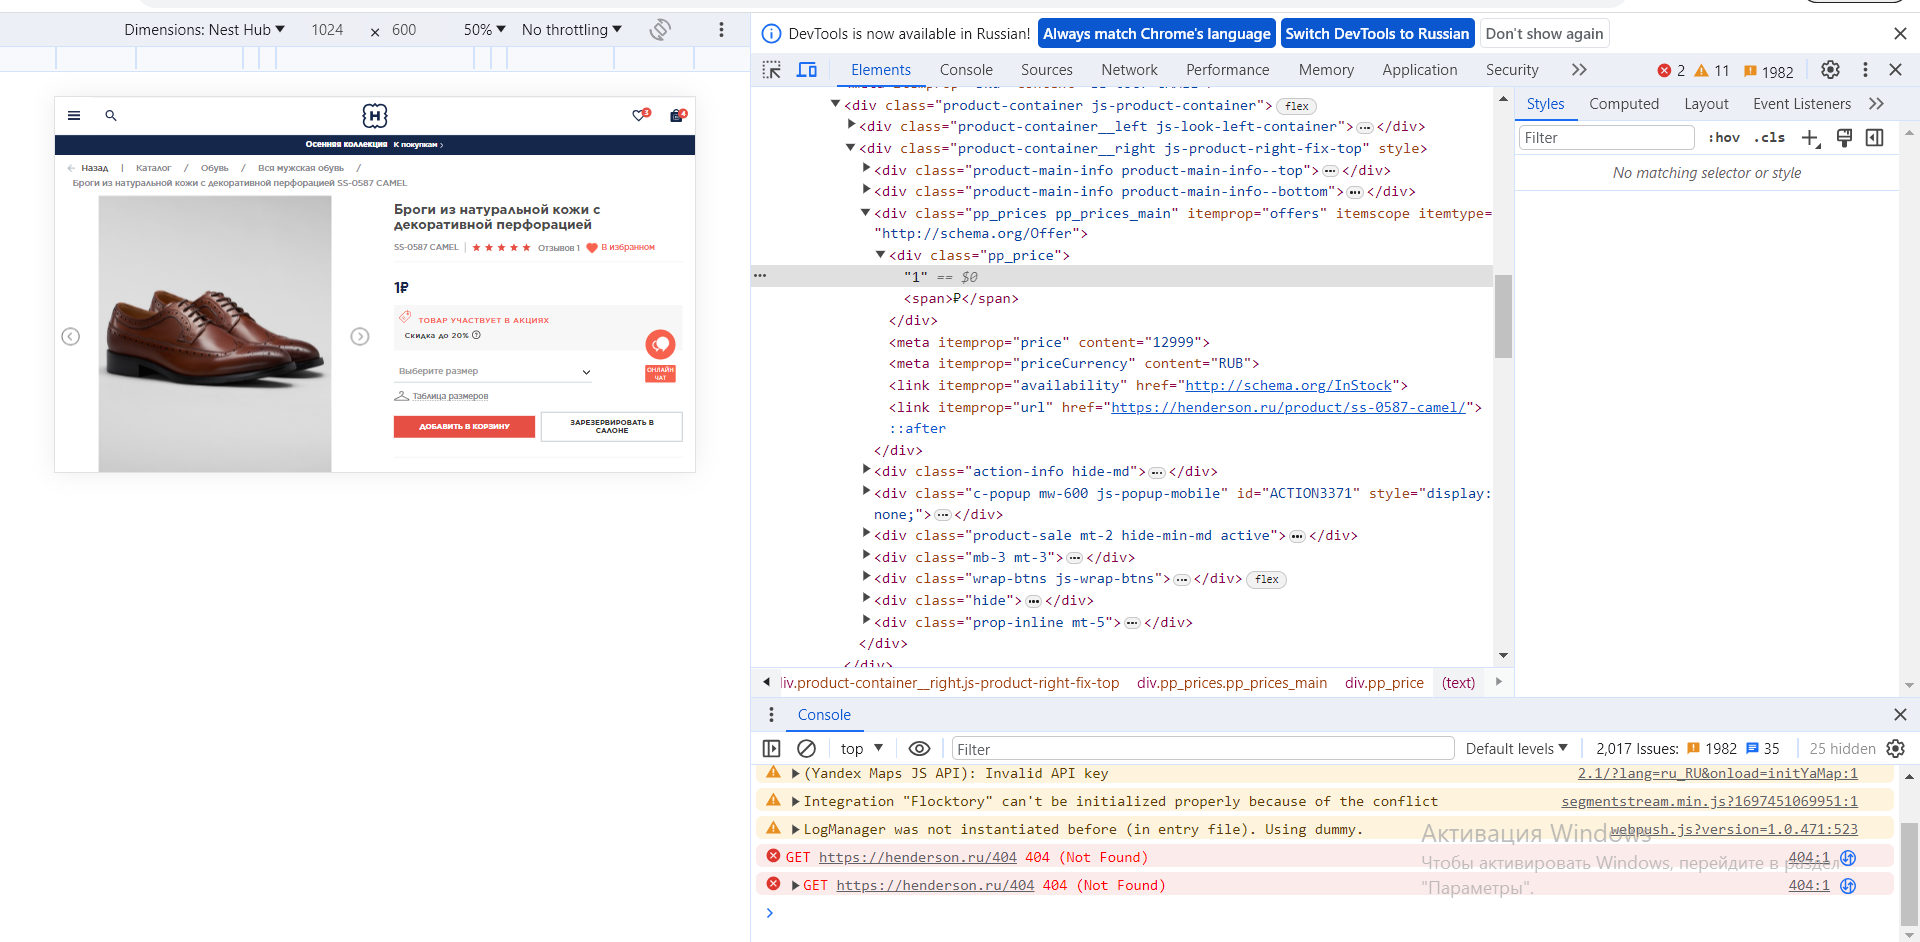 Dimensions: Nest Hub ▼ 1024 × 600 50% ▼ No throttling ▼
H
3
4
Осенняя коллекция К покупкам ›
← Назад | Каталог / Обувь / Вся мужская обувь /
Броги из натуральной кожи с декоративной перфорацией SS-0587 CAMEL
Броги из натуральной кожи с
декоративной перфорацией
SS-0587 CAMEL | ★★★★★ Отзывов 1 В избранном
1₽
ТОВАР УЧАСТВУЕТ В АКЦИЯХ
Скидка до 20% ?
ОНЛАЙН
ЧАТ
Выберите размер
Таблица размеров
ДОБАВИТЬ В КОРЗИНУ
ЗАРЕЗЕРВИРОВАТЬ В
САЛОНЕ
DevTools is now available in Russian! Always match Chrome's language Switch DevTools to Russian Don't show again
Elements Console Sources Network Performance Memory Application Security » 2 11 1982
▼<div class="product-container js-product-container"> flex
▶<div class="product-container__left js-look-left-container">…</div>
▼<div class="product-container__right js-product-right-fix-top" style>
▶<div class="product-main-info product-main-info--top">…</div>
▶<div class="product-main-info product-main-info--bottom">…</div>
▼<div class="pp_prices pp_prices_main" itemprop="offers" itemscope itemtype=
"http://schema.org/Offer">
▼<div class="pp_price">
"1" == $0
<span>₽</span>
</div>
<meta itemprop="price" content="12999">
<meta itemprop="priceCurrency" content="RUB">
<link itemprop="availability" href="http://schema.org/InStock">
<link itemprop="url" href="https://henderson.ru/product/ss-0587-camel/">
::after
</div>
▶<div class="action-info hide-md">…</div>
▶<div class="c-popup mw-600 js-popup-mobile" id="ACTION3371" style="display:
none;">…</div>
▶<div class="product-sale mt-2 hide-min-md active">…</div>
▶<div class="mb-3 mt-3">…</div>
▶<div class="wrap-btns js-wrap-btns">…</div> flex
▶<div class="hide">…</div>
▶<div class="prop-inline mt-5">…</div>
</div>
</div>
iv.product-container__right.js-product-right-fix-top div.pp_prices.pp_prices_main div.pp_price (text)
Styles Computed Layout Event Listeners »
Filter :hov .cls +
No matching selector or style
Console
top ▼ Filter Default levels ▼ 2,017 Issues: 1982 35 25 hidden
▶(Yandex Maps JS API): Invalid API key 2.1/?lang=ru_RU&onload=initYaMap:1
▶Integration "Flocktory" can't be initialized properly because of the conflict segmentstream.min.js?1697451069951:1
▶LogManager was not instantiated before (in entry file). Using dummy. webpush.js?version=1.0.471:523
GET https://henderson.ru/404 404 (Not Found) 404:1
▶GET https://henderson.ru/404 404 (Not Found) 404:1
Активация Windows
Чтобы активировать Windows, перейдите в раздел
"Параметры".